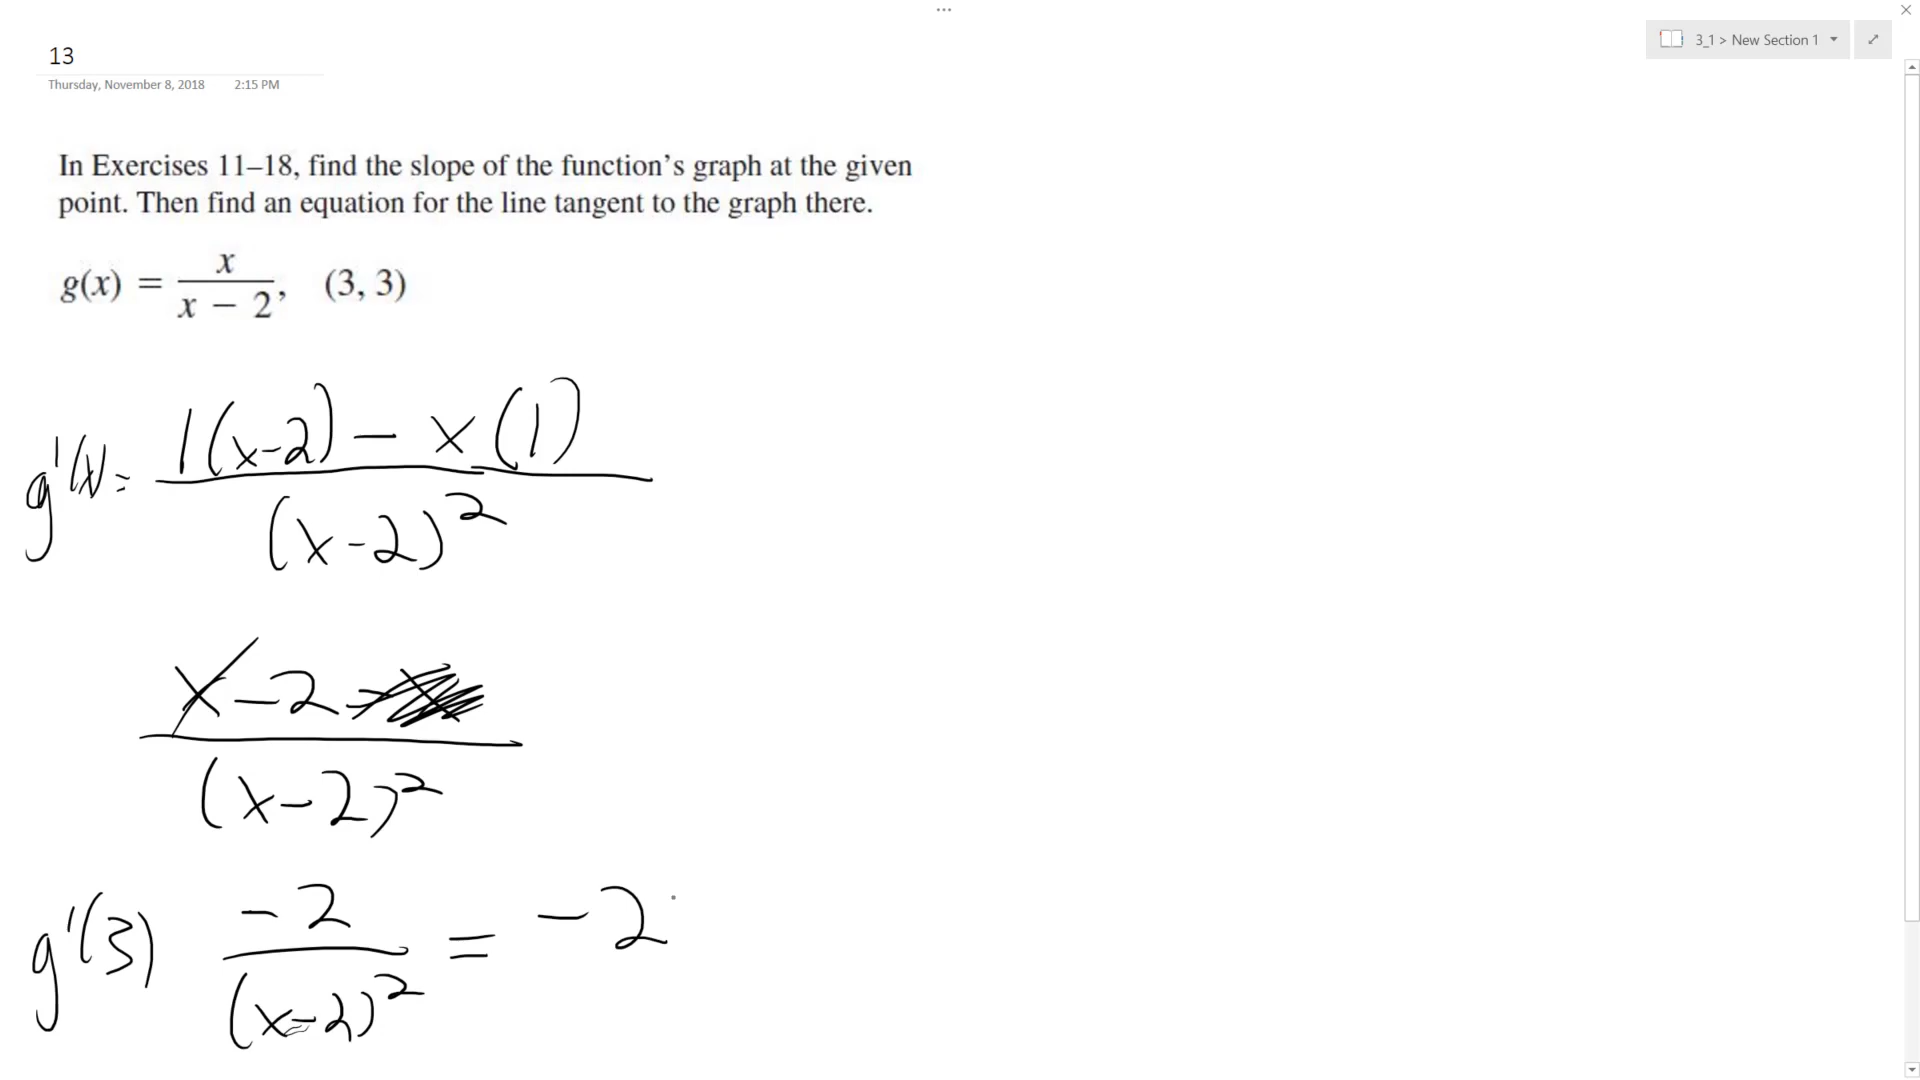 ...
3_1 > New Section 1
13
Thursday, November 8, 2018 2:15 PM
In Exercises 11–18, find the slope of the function’s graph at the given
point. Then find an equation for the line tangent to the graph there.
g(x) = x / (x − 2), (3, 3)
g'(x) = 1(x-2) - x(1)
(x-2)²
x - 2
(x-2)²
g'(3) -2 / (x-2)² = -2